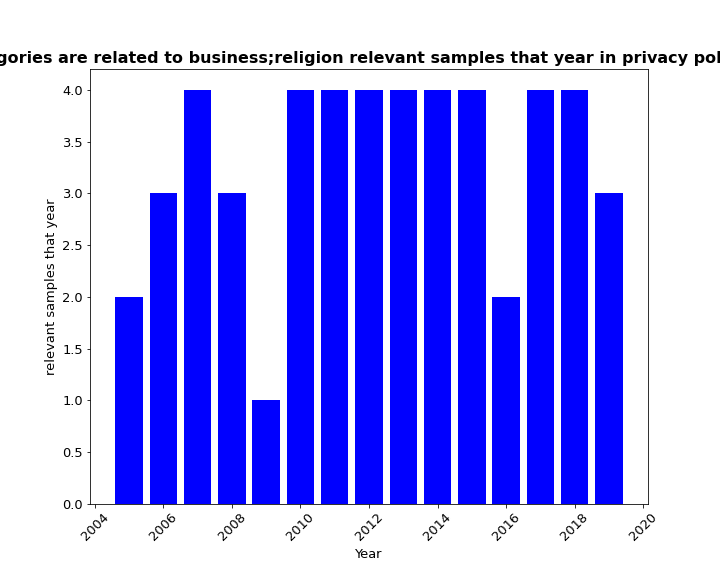 gories are related to business;religion relevant samples that year in privacy pol
4.0
3.5
3.0
2.5
2.0
1.5
1.0
0.5
0.0
relevant samples that year
2004 2006 2008 2010 2012 2014 2016 2018 2020
Year